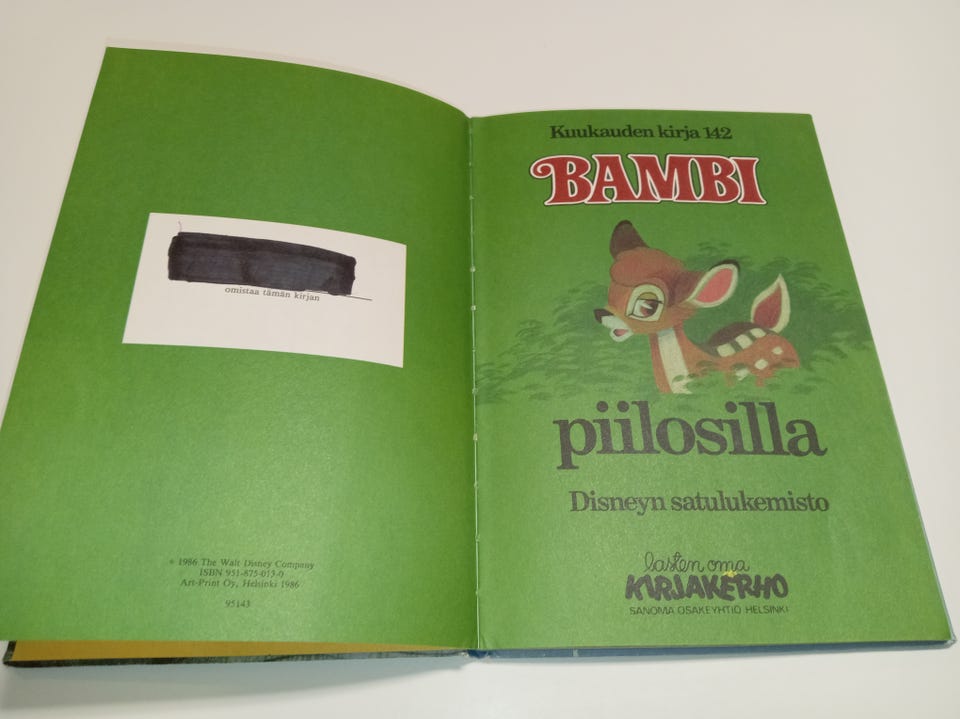 omistaa tämän kirjan
© 1986 The Walt Disney Company
ISBN 951-875-013-0
Art-Print Oy, Helsinki 1986
95143
Kuukauden kirja 142
BAMBI
piilosilla
Disneyn satulukemisto
lasten oma
KIRJAKERHO
SANOMA OSAKEYHTIÖ HELSINKI